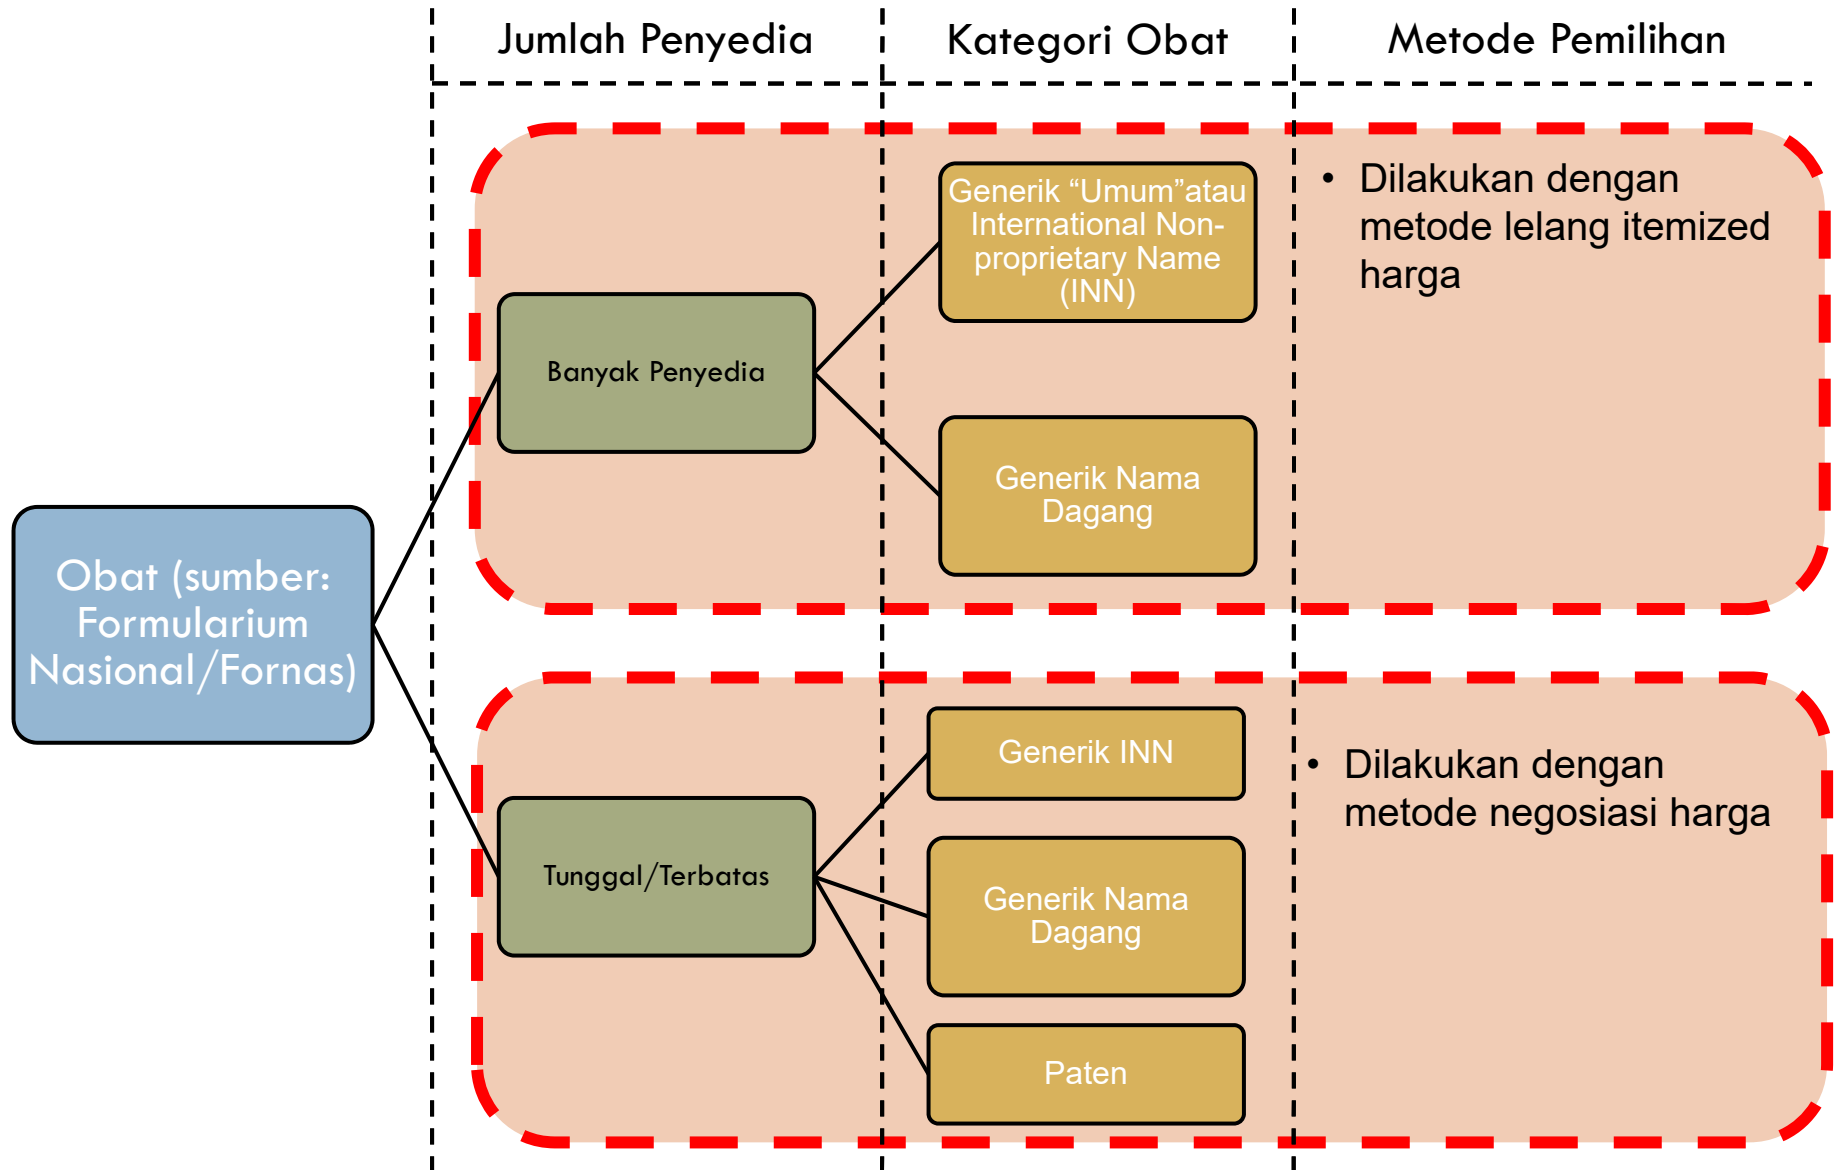 Jumlah Penyedia
Kategori Obat
Metode Pemilihan
Obat (sumber:
Formularium
Nasional/Fornas)
Banyak Penyedia
Generik “Umum”atau
International Non-
proprietary Name
(INN)
Generik Nama
Dagang
• Dilakukan dengan
metode lelang itemized
harga
Tunggal/Terbatas
Generik INN
Generik Nama
Dagang
Paten
• Dilakukan dengan
metode negosiasi harga